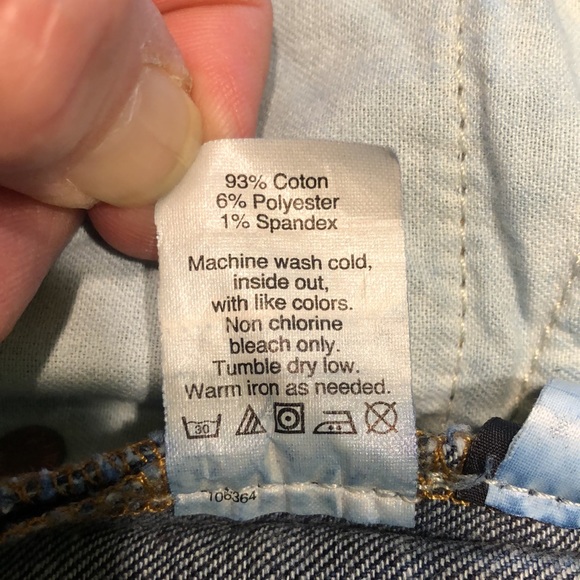 93% Coton
6% Polyester
1% Spandex
Machine wash cold,
inside out,
with like colors.
Non chlorine
bleach only.
Tumble dry low.
Warm iron as needed.
30
106364